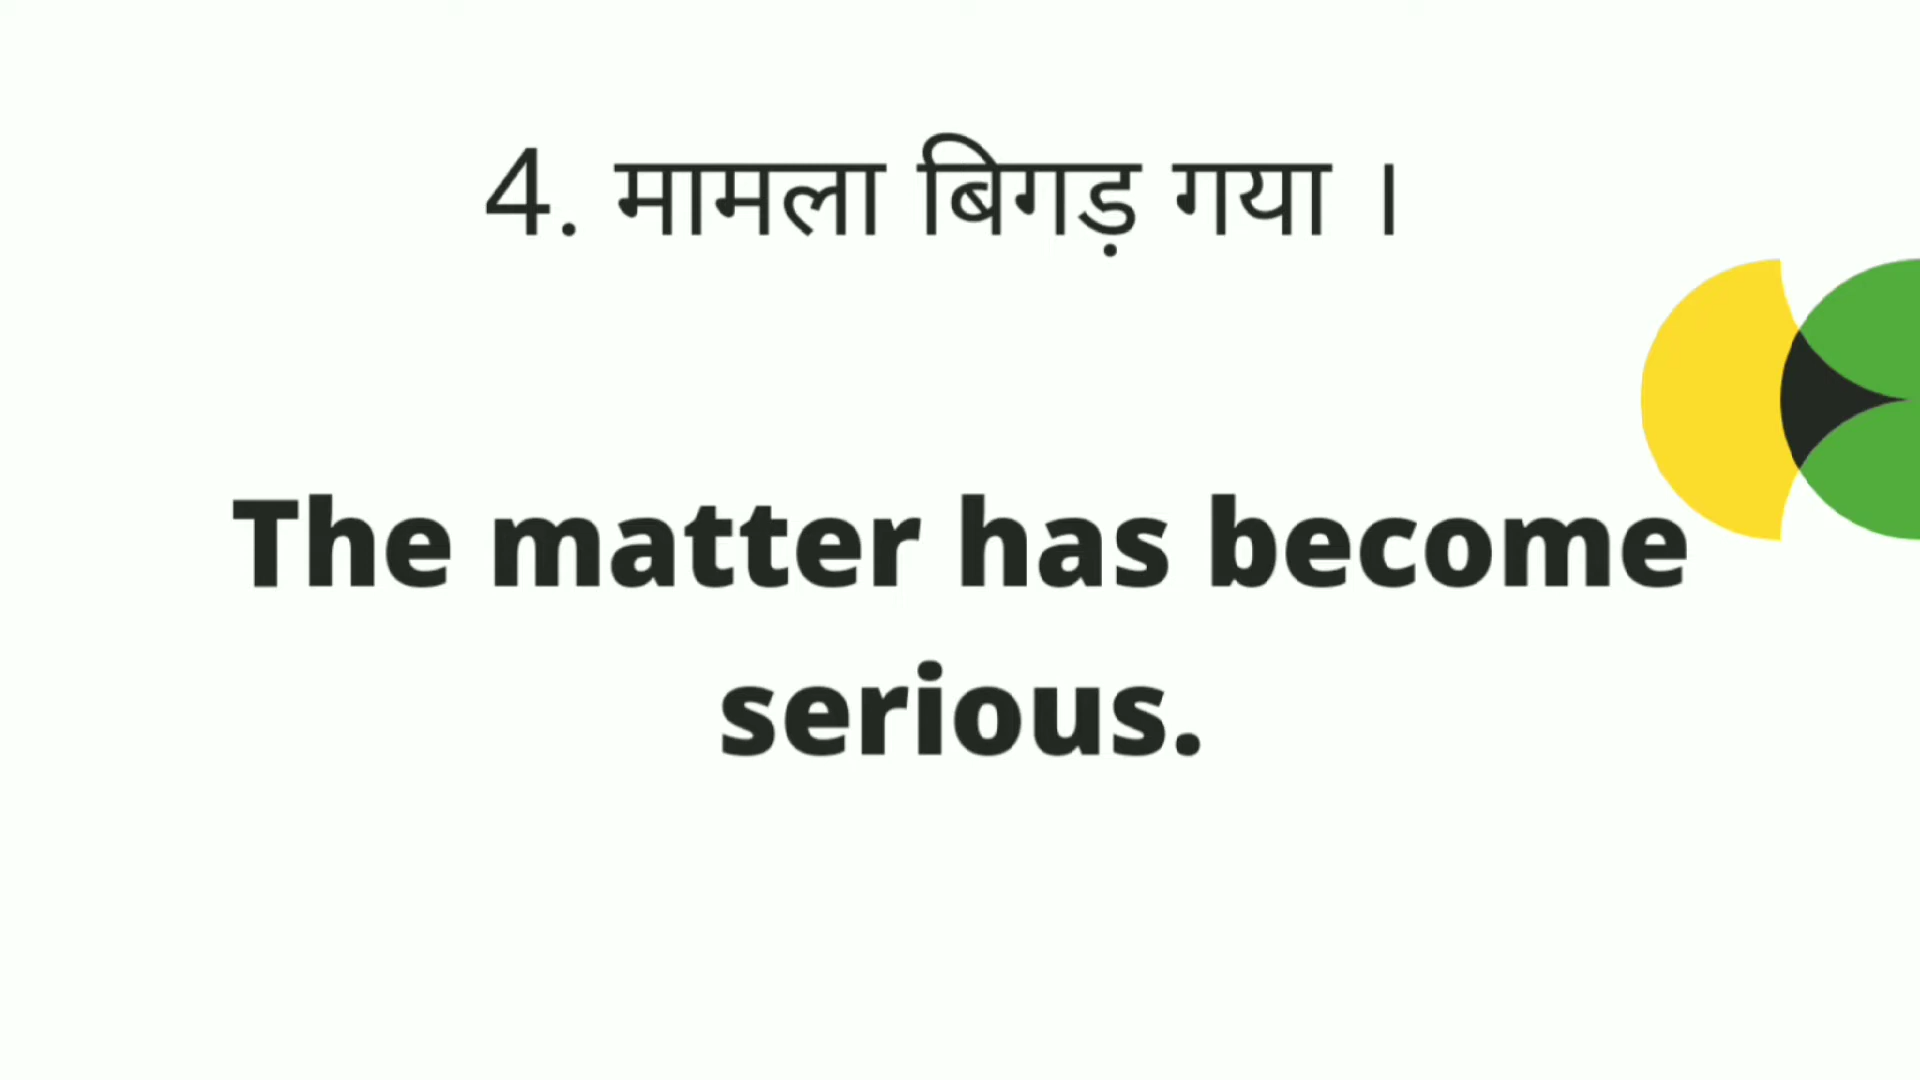 4. मामला बिगड़ गया ।
The matter has become
serious.